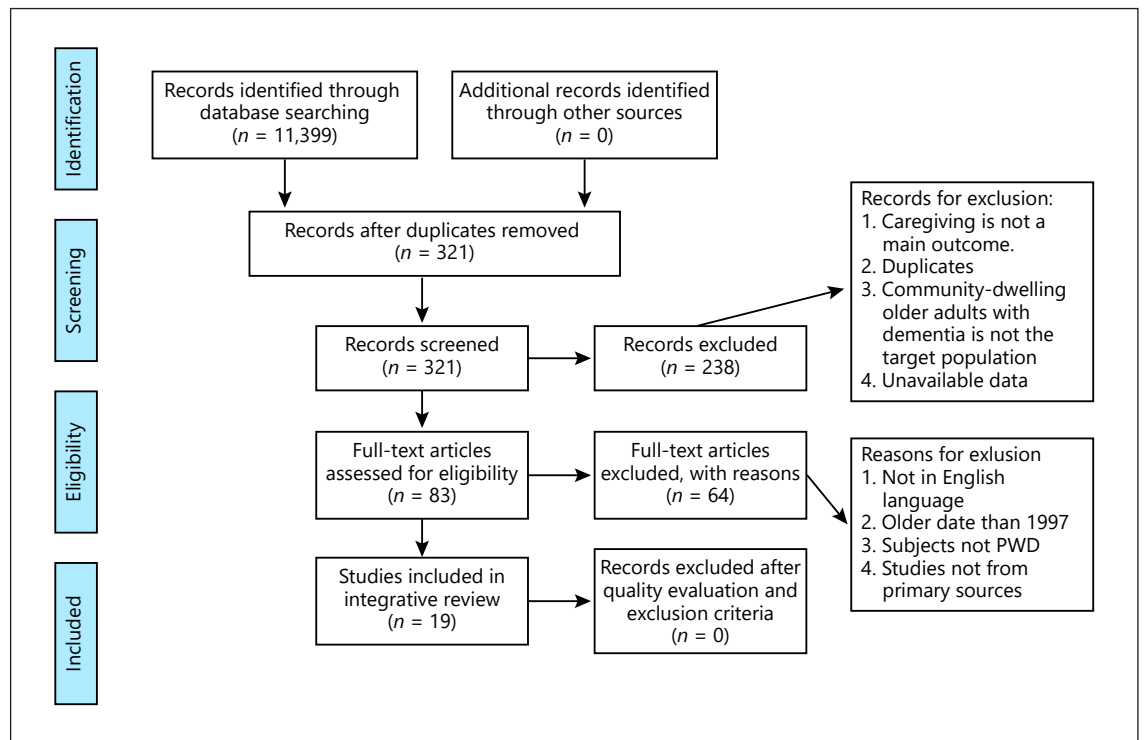 Identification
Records identified through
database searching
(n = 11,399)
Additional records identified
through other sources
(n = 0)
Screening
Records after duplicates removed
(n = 321)
Records screened
(n = 321)
Records excluded
(n = 238)
Records for exclusion:
1. Caregiving is not a
main outcome.
2. Duplicates
3. Community-dwelling
older adults with
dementia is not the
target population
4. Unavailable data
Eligibility
Full-text articles
assessed for eligibility
(n = 83)
Full-text articles
excluded, with reasons
(n = 64)
Reasons for exlusion
1. Not in English
language
2. Older date than 1997
3. Subjects not PWD
4. Studies not from
primary sources
Included
Studies included in
integrative review
(n = 19)
Records excluded after
quality evaluation and
exclusion criteria
(n = 0)